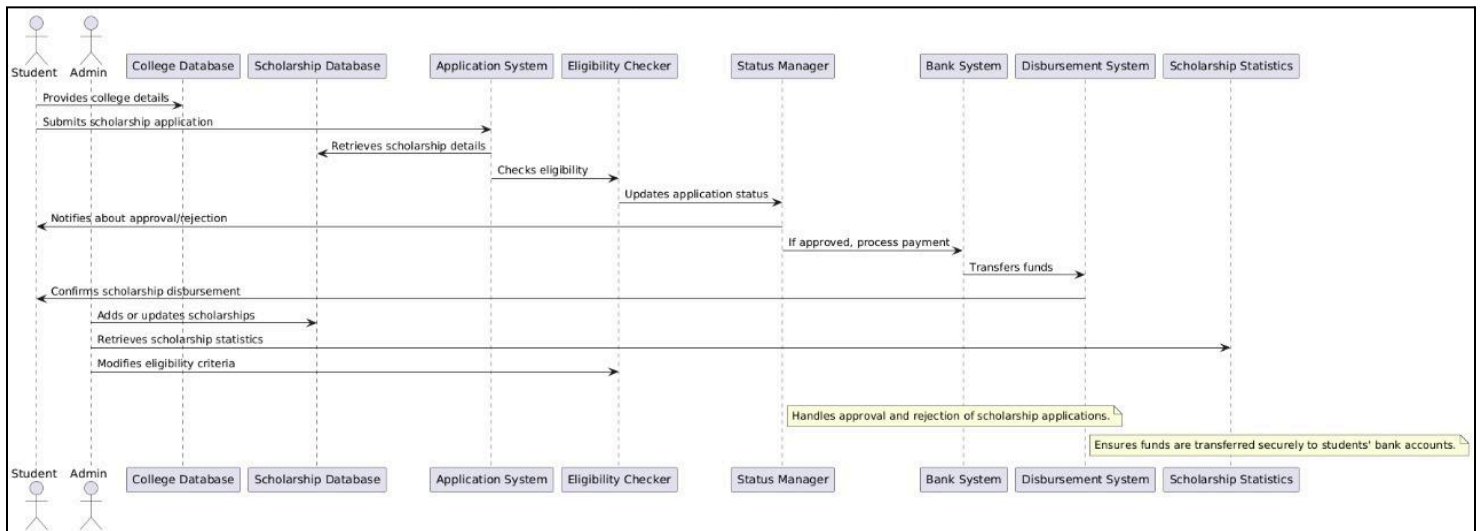 Student Admin College Database Scholarship Database Application System Eligibility Checker Status Manager Bank System Disbursement System Scholarship Statistics
Provides college details
Submits scholarship application
Retrieves scholarship details
Checks eligibility
Updates application status
Notifies about approval/rejection
If approved, process payment
Transfers funds
Confirms scholarship disbursement
Adds or updates scholarships
Retrieves scholarship statistics
Modifies eligibility criteria
Handles approval and rejection of scholarship applications.
Ensures funds are transferred securely to students' bank accounts.
Student Admin College Database Scholarship Database Application System Eligibility Checker Status Manager Bank System Disbursement System Scholarship Statistics